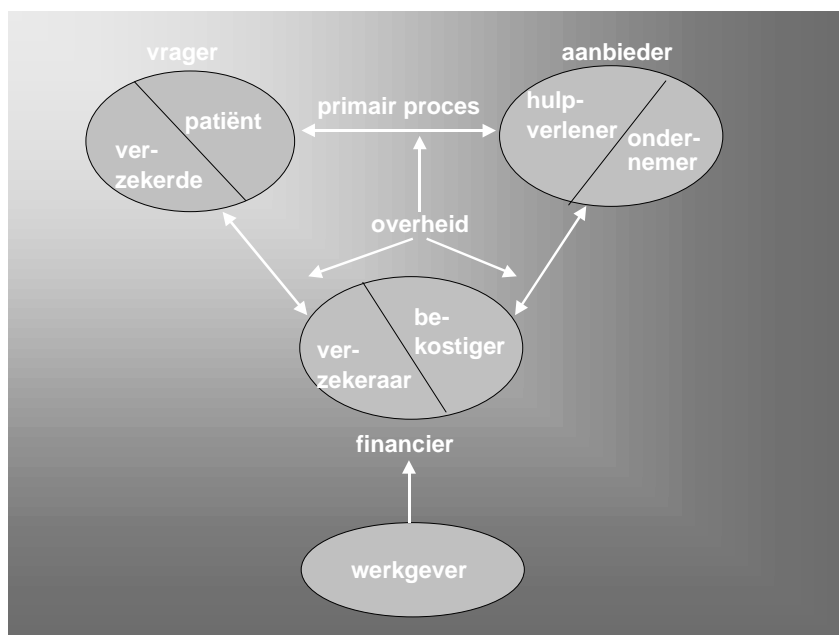 vrager
aanbieder
patiënt
ver-
zekerde
primair proces
hulp-
verlener
onder-
nemer
overheid
be-
kostiger
ver-
zekeraar
financier
werkgever